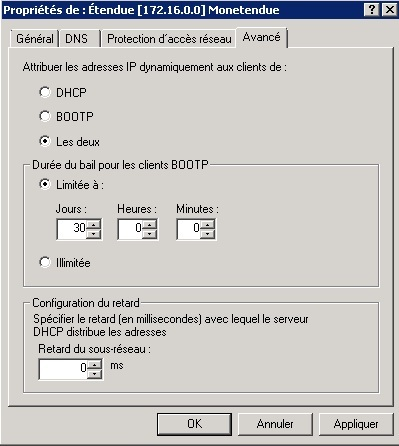 Propriétés de : Étendue [172.16.0.0] Monetendue
Général DNS Protection d'accès réseau Avancé
Attribuer les adresses IP dynamiquement aux clients de :
DHCP
BOOTP
Les deux
Durée du bail pour les clients BOOTP
Limitée à :
Jours : Heures : Minutes :
30 0 0
Illimitée
Configuration du retard
Spécifier le retard (en millisecondes) avec lequel le serveur
DHCP distribue les adresses
Retard du sous-réseau :
0 ms
OK Annuler Appliquer